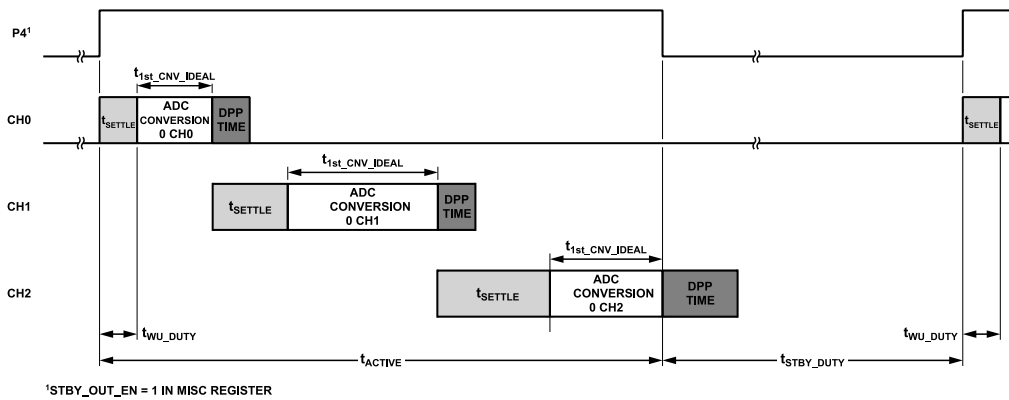 P4¹
t1st_CNV_IDEAL
CH0
tSETTLE
ADC
CONVERSION
0 CH0
DPP
TIME
tSETTLE
t1st_CNV_IDEAL
CH1
tSETTLE
ADC
CONVERSION
0 CH1
DPP
TIME
t1st_CNV_IDEAL
CH2
tSETTLE
ADC
CONVERSION
0 CH2
DPP
TIME
tWU_DUTY
tWU_DUTY
tACTIVE
tSTBY_DUTY
¹STBY_OUT_EN = 1 IN MISC REGISTER